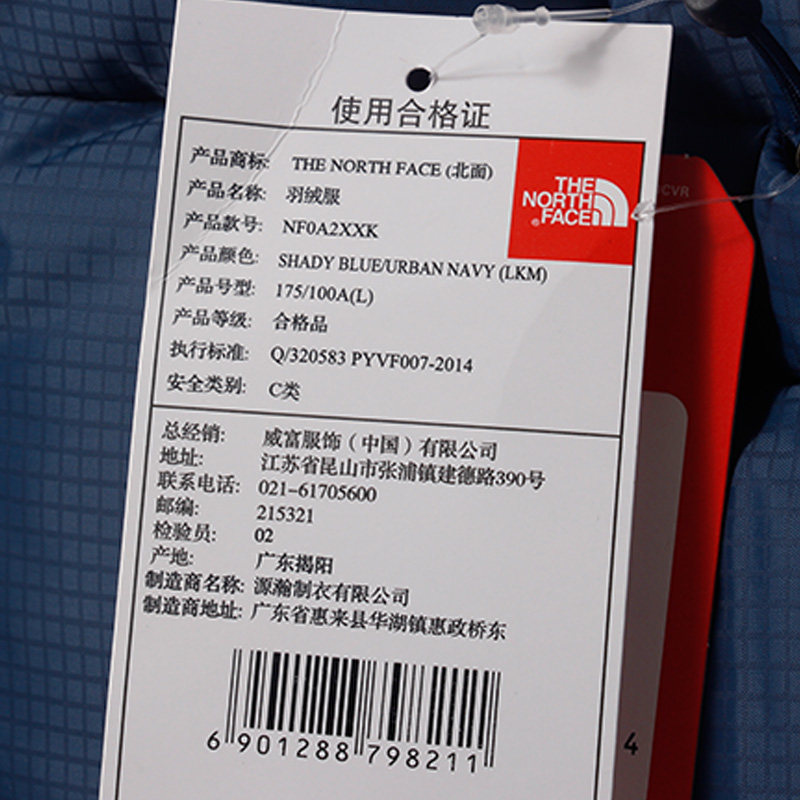 使用合格证
产品商标: THE NORTH FACE (北面)
产品名称: 羽绒服
产品款号: NF0A2XXK
产品颜色: SHADY BLUE/URBAN NAVY (LKM)
产品号型: 175/100A(L)
产品等级: 合格品
执行标准: Q/320583 PYVF007-2014
安全类别: C类
THE
NORTH
FACE®
CVR
总经销: 威富服饰(中国)有限公司
地址: 江苏省昆山市张浦镇建德路390号
联系电话: 021-61705600
邮编: 215321
检验员: 02
产地: 广东揭阳
制造商名称: 源瀚制衣有限公司
制造商地址: 广东省惠来县华湖镇惠政桥东
6 901288 798211
4